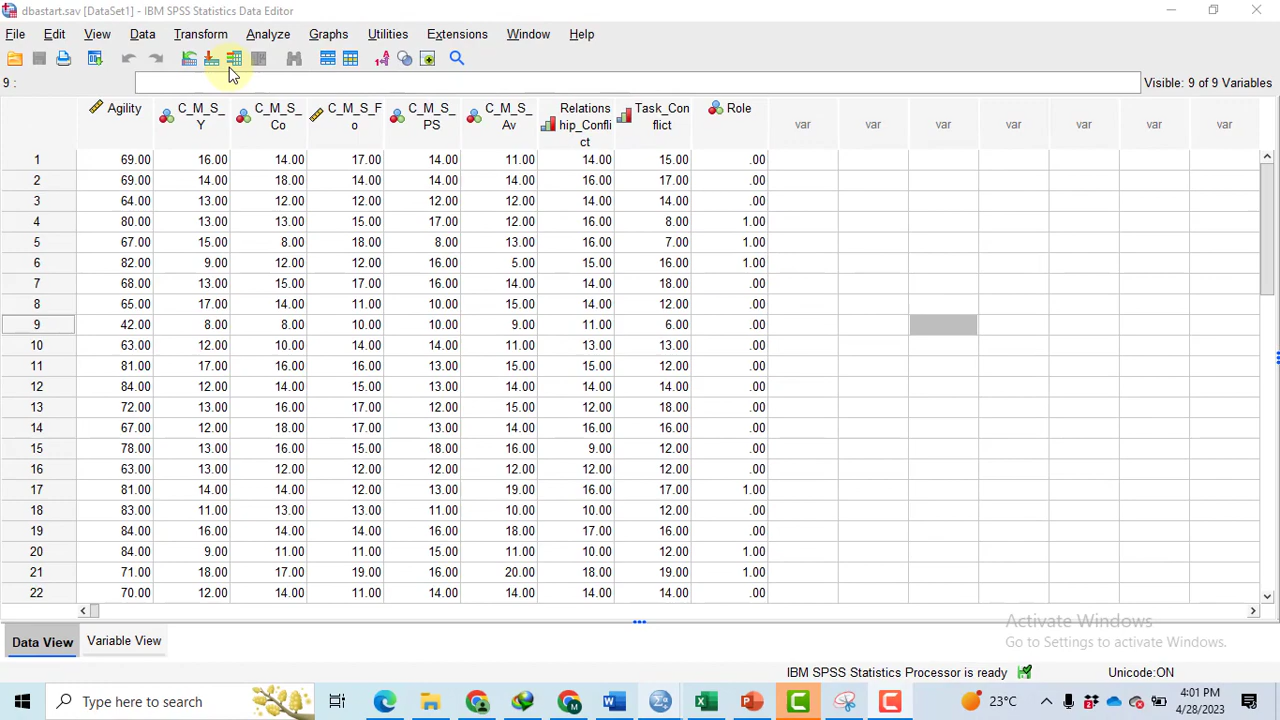 dbastart.sav [DataSet1] - IBM SPSS Statistics Data Editor
File Edit View Data Transform Analyze Graphs Utilities Extensions Window Help
9 : Visible: 9 of 9 Variables
Agility C_M_S_Y C_M_S_Co C_M_S_Fo C_M_S_PS C_M_S_Av Relationship_Conflict Task_Conflict Role var var var var var var var
1 69.00 16.00 14.00 17.00 14.00 11.00 14.00 15.00 .00
2 69.00 14.00 18.00 14.00 14.00 14.00 16.00 17.00 .00
3 64.00 13.00 12.00 12.00 12.00 12.00 14.00 14.00 .00
4 80.00 13.00 13.00 15.00 17.00 12.00 16.00 8.00 1.00
5 67.00 15.00 8.00 18.00 8.00 13.00 16.00 7.00 1.00
6 82.00 9.00 12.00 12.00 16.00 5.00 15.00 16.00 1.00
7 68.00 13.00 15.00 17.00 16.00 14.00 14.00 18.00 .00
8 65.00 17.00 14.00 11.00 10.00 15.00 14.00 12.00 .00
9 42.00 8.00 8.00 10.00 10.00 9.00 11.00 6.00 .00
10 63.00 12.00 10.00 14.00 14.00 11.00 13.00 13.00 .00
11 81.00 17.00 16.00 16.00 13.00 15.00 15.00 12.00 .00
12 84.00 12.00 14.00 15.00 14.00 14.00 14.00 14.00 .00
13 72.00 13.00 16.00 17.00 12.00 15.00 12.00 18.00 .00
14 67.00 12.00 18.00 17.00 13.00 14.00 16.00 16.00 .00
15 78.00 13.00 16.00 15.00 18.00 16.00 9.00 12.00 .00
16 63.00 13.00 12.00 12.00 12.00 12.00 12.00 12.00 .00
17 81.00 14.00 14.00 12.00 13.00 19.00 16.00 17.00 1.00
18 83.00 11.00 13.00 13.00 11.00 10.00 10.00 12.00 .00
19 84.00 16.00 14.00 14.00 16.00 18.00 17.00 16.00 .00
20 84.00 9.00 11.00 11.00 15.00 11.00 10.00 12.00 1.00
21 71.00 18.00 17.00 19.00 16.00 20.00 18.00 19.00 1.00
22 70.00 12.00 14.00 11.00 14.00 14.00 14.00 14.00 .00
Activate Windows
Go to Settings to activate Windows.
Data View Variable View
IBM SPSS Statistics Processor is ready Unicode:ON
Type here to search 23°C 4:01 PM
4/28/2023